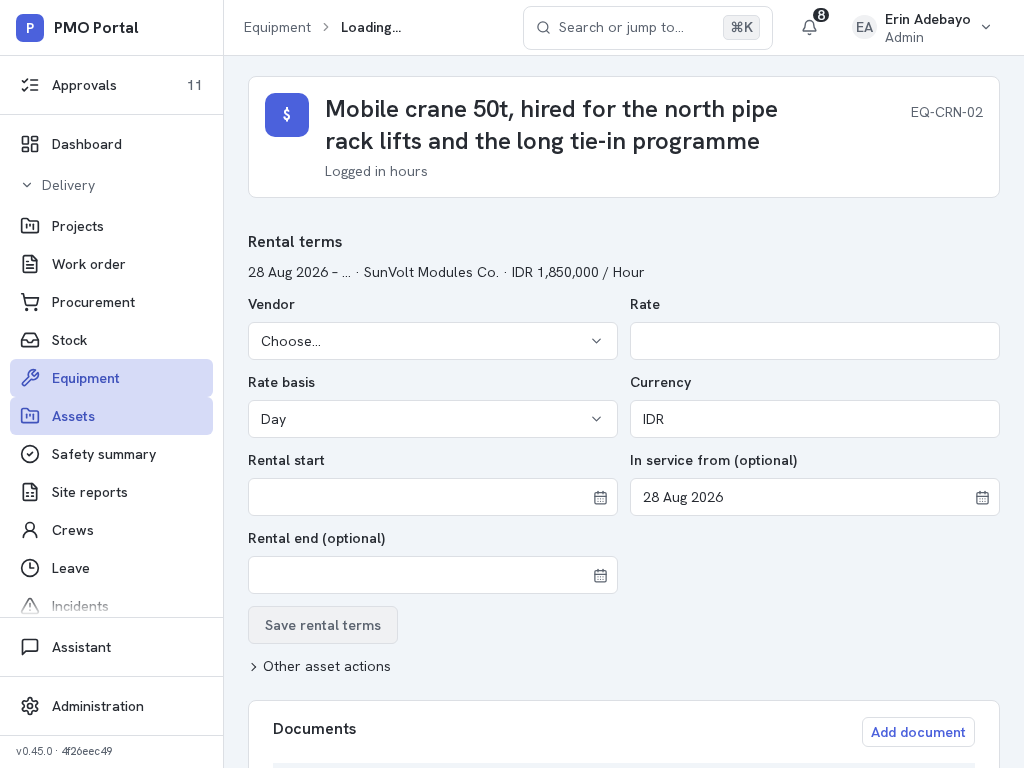 P PMO Portal
Equipment > Loading...
Search or jump to... ⌘K
8
EA Erin Adebayo
Admin
Approvals 11
Dashboard
Delivery
Projects
Work order
Procurement
Stock
Equipment
Assets
Safety summary
Site reports
Crews
Leave
Incidents
Assistant
Administration
v0.45.0 · 4f26eec49
$
Mobile crane 50t, hired for the north pipe
rack lifts and the long tie-in programme
EQ-CRN-02
Logged in hours
Rental terms
28 Aug 2026 – ... · SunVolt Modules Co. · IDR 1,850,000 / Hour
Vendor
Choose...
Rate
Rate basis
Day
Currency
IDR
Rental start
In service from (optional)
28 Aug 2026
Rental end (optional)
Save rental terms
Other asset actions
Documents
Add document